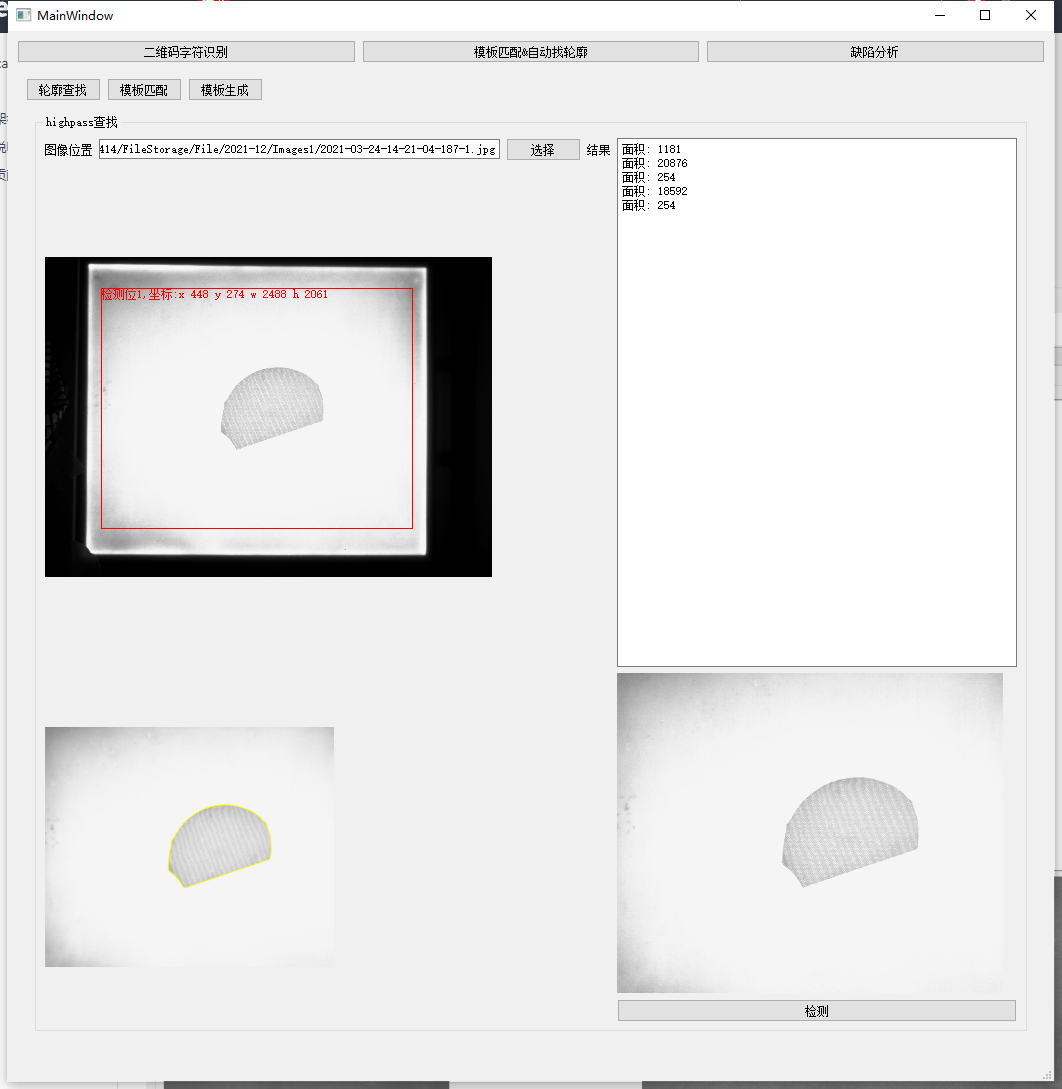 MainWindow
二维码字符识别
模板匹配&自动找轮廓
缺陷分析
轮廓查找
模板匹配
模板生成
highpass查找
图像位置
414/FileStorage/File/2021-12/Images1/2021-03-24-14-21-04-187-1.jpg
选择
结果
面积: 1181
面积: 20876
面积: 254
面积: 18592
面积: 254
检测位1,坐标:x 448 y 274 w 2488 h 2061
检测